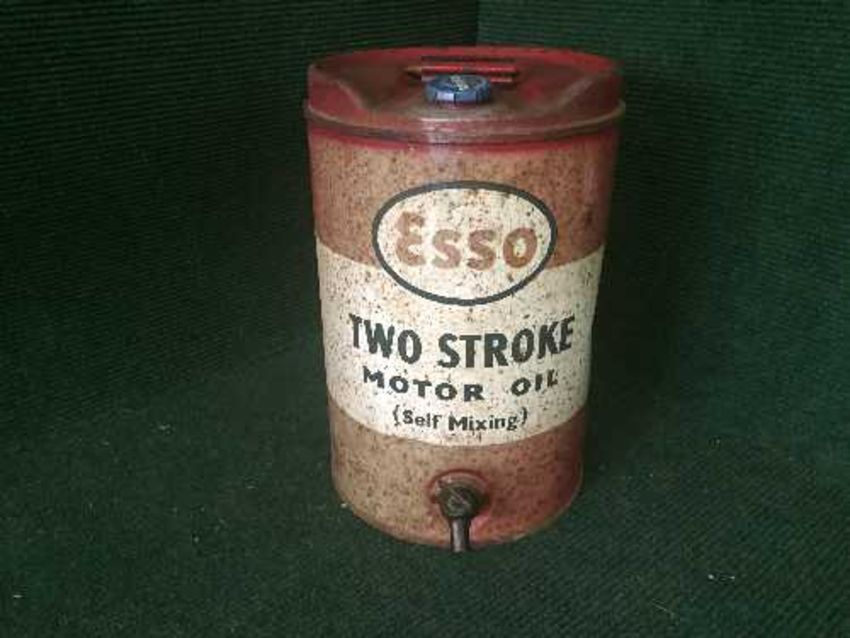 Esso
TWO STROKE
MOTOR OIL
(Self Mixing)